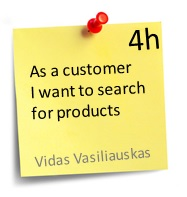 4h
As a customer
I want to search
for products
Vidas Vasiliauskas